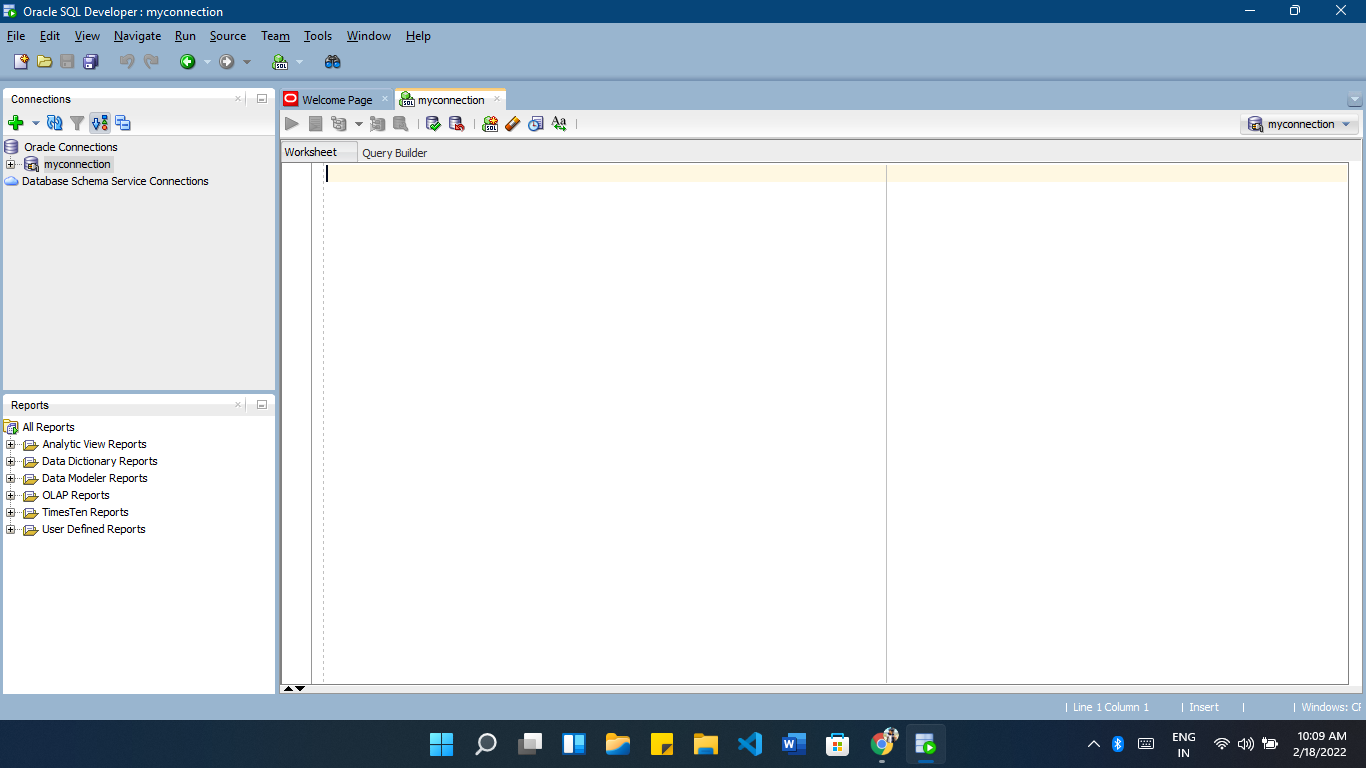 Oracle SQL Developer : myconnection
File Edit View Navigate Run Source Team Tools Window Help
Connections
Welcome Page
myconnection
myconnection
Oracle Connections
myconnection
Database Schema Service Connections
Worksheet
Query Builder
Reports
All Reports
Analytic View Reports
Data Dictionary Reports
Data Modeler Reports
OLAP Reports
TimesTen Reports
User Defined Reports
Line 1 Column 1
Insert
Windows: CF
ENG
IN
10:09 AM
2/18/2022